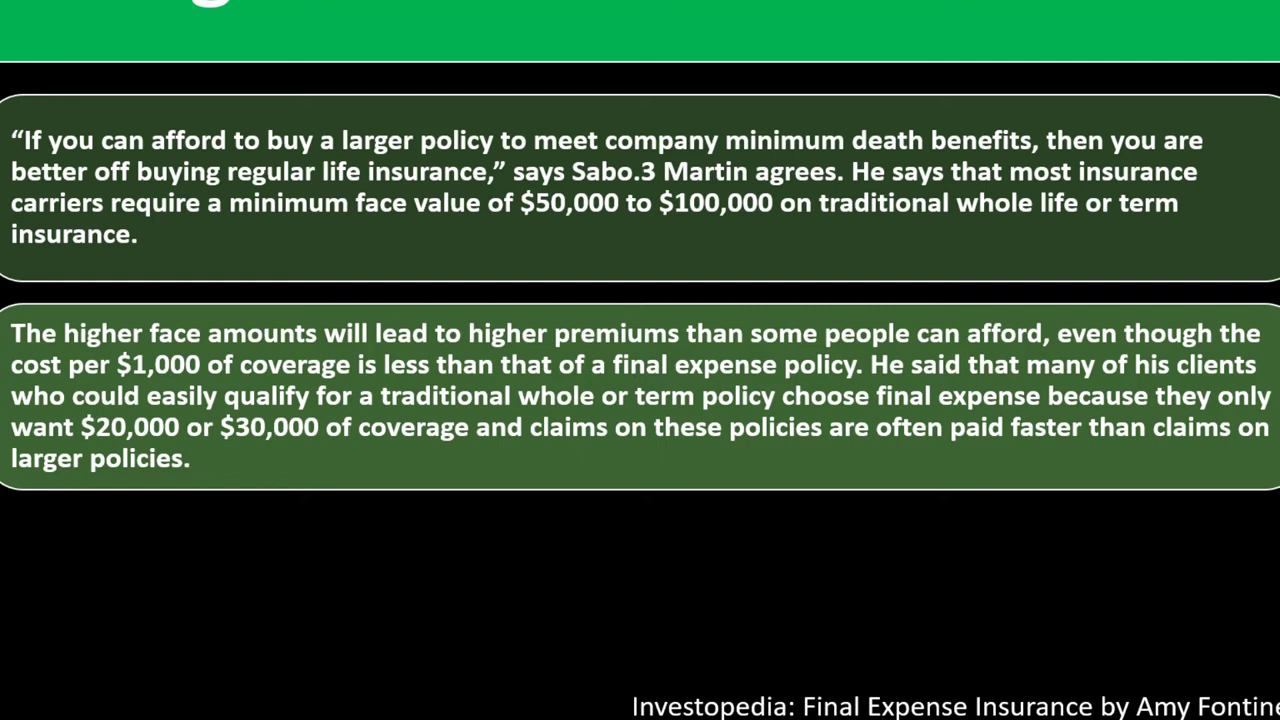 “If you can afford to buy a larger policy to meet company minimum death benefits, then you are
better off buying regular life insurance,” says Sabo.3 Martin agrees. He says that most insurance
carriers require a minimum face value of $50,000 to $100,000 on traditional whole life or term
insurance.
The higher face amounts will lead to higher premiums than some people can afford, even though the
cost per $1,000 of coverage is less than that of a final expense policy. He said that many of his clients
who could easily qualify for a traditional whole or term policy choose final expense because they only
want $20,000 or $30,000 of coverage and claims on these policies are often paid faster than claims on
larger policies.
Investopedia: Final Expense Insurance by Amy Fontine